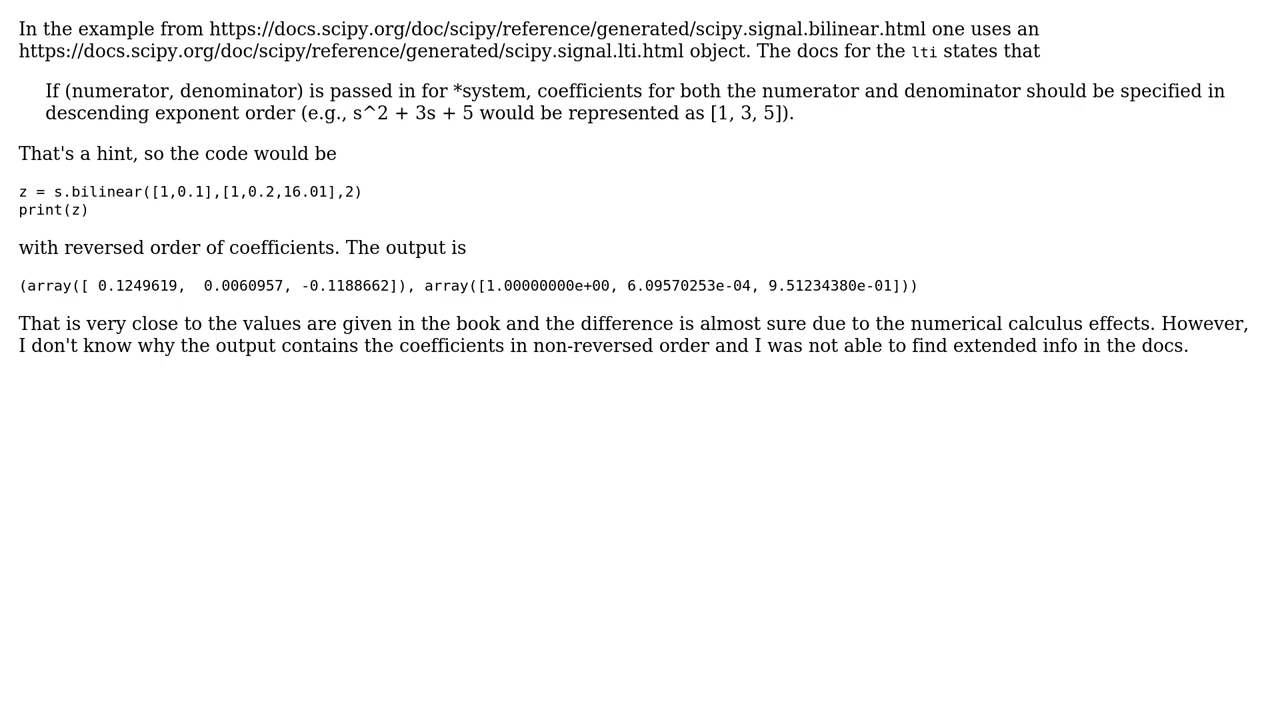 In the example from https://docs.scipy.org/doc/scipy/reference/generated/scipy.signal.bilinear.html one uses an
https://docs.scipy.org/doc/scipy/reference/generated/scipy.signal.lti.html object. The docs for the lti states that
If (numerator, denominator) is passed in for *system, coefficients for both the numerator and denominator should be specified in
descending exponent order (e.g., s^2 + 3s + 5 would be represented as [1, 3, 5]).
That's a hint, so the code would be
z = s.bilinear([1,0.1],[1,0.2,16.01],2)
print(z)
with reversed order of coefficients. The output is
(array([ 0.1249619,  0.0060957, -0.1188662]), array([1.00000000e+00, 6.09570253e-04, 9.51234380e-01]))
That is very close to the values are given in the book and the difference is almost sure due to the numerical calculus effects. However,
I don't know why the output contains the coefficients in non-reversed order and I was not able to find extended info in the docs.